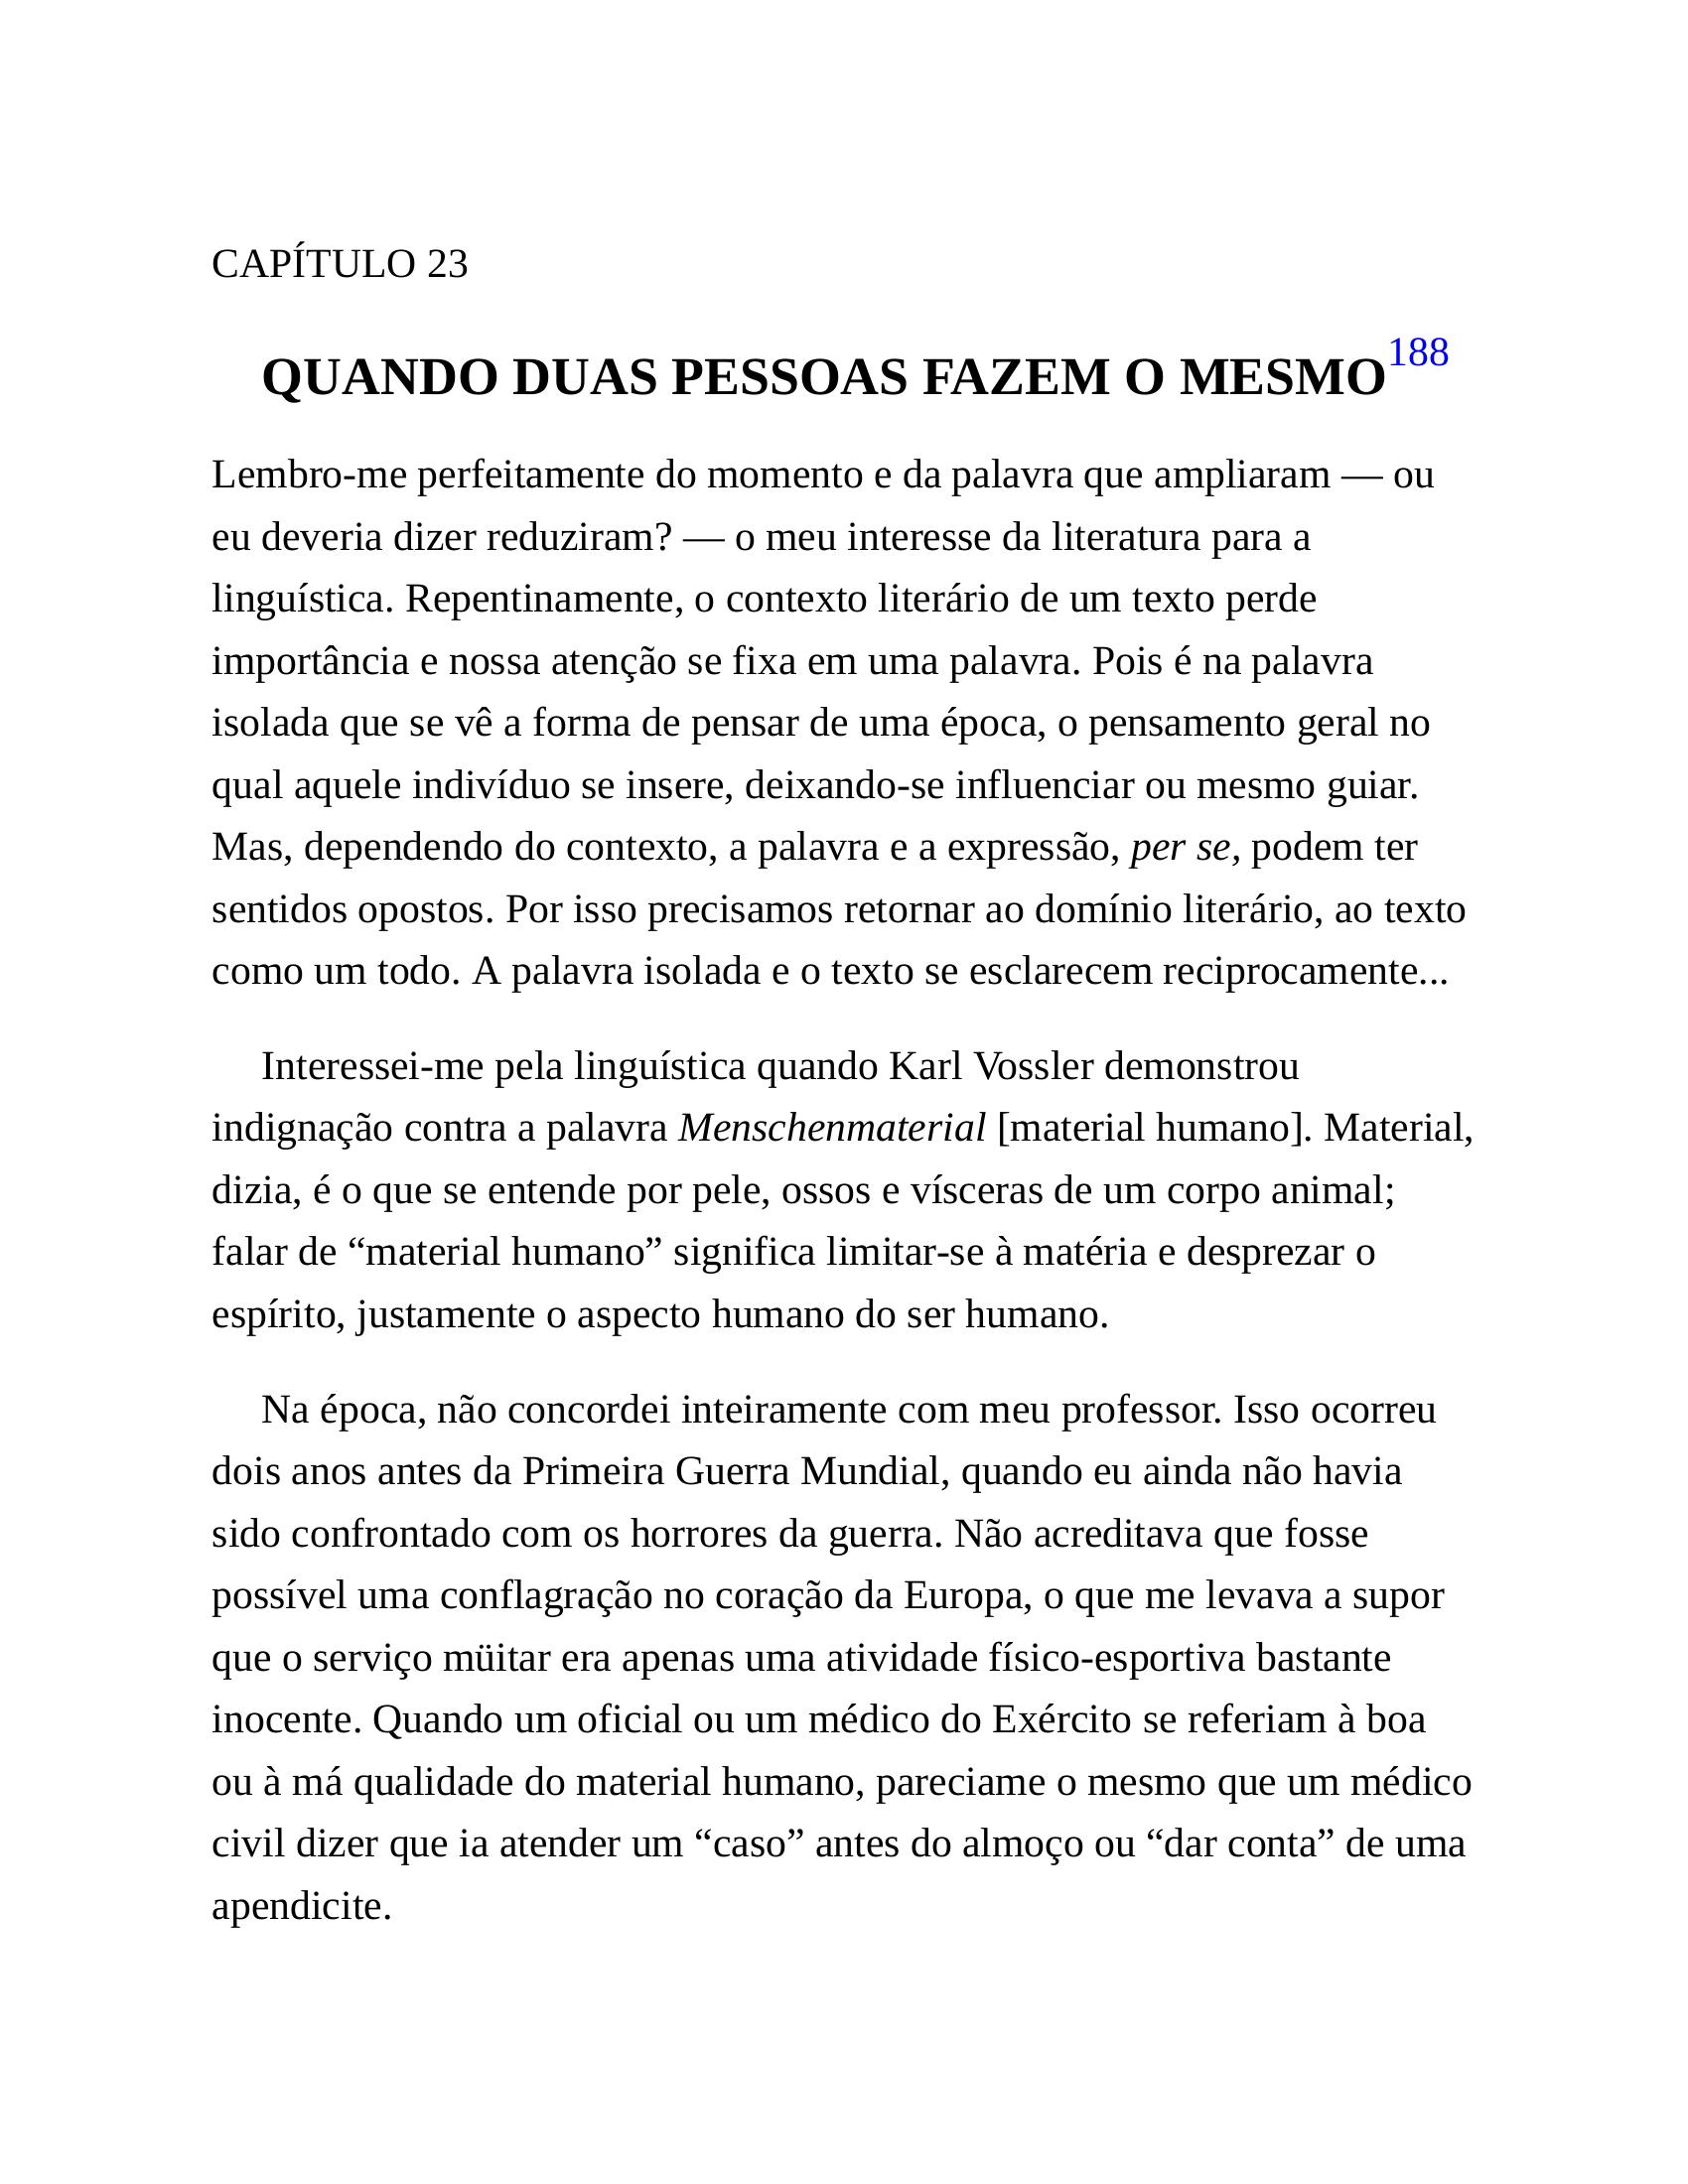 CAPÍTULO 23
QUANDO DUAS PESSOAS FAZEM O MESMO188
Lembro-me perfeitamente do momento e da palavra que ampliaram — ou
eu deveria dizer reduziram? — o meu interesse da literatura para a
linguística. Repentinamente, o contexto literário de um texto perde
importância e nossa atenção se fixa em uma palavra. Pois é na palavra
isolada que se vê a forma de pensar de uma época, o pensamento geral no
qual aquele indivíduo se insere, deixando-se influenciar ou mesmo guiar.
Mas, dependendo do contexto, a palavra e a expressão, per se, podem ter
sentidos opostos. Por isso precisamos retornar ao domínio literário, ao texto
como um todo. A palavra isolada e o texto se esclarecem reciprocamente...
Interessei-me pela linguística quando Karl Vossler demonstrou
indignação contra a palavra Menschenmaterial [material humano]. Material,
dizia, é o que se entende por pele, ossos e vísceras de um corpo animal;
falar de “material humano” significa limitar-se à matéria e desprezar o
espírito, justamente o aspecto humano do ser humano.
Na época, não concordei inteiramente com meu professor. Isso ocorreu
dois anos antes da Primeira Guerra Mundial, quando eu ainda não havia
sido confrontado com os horrores da guerra. Não acreditava que fosse
possível uma conflagração no coração da Europa, o que me levava a supor
que o serviço müitar era apenas uma atividade físico-esportiva bastante
inocente. Quando um oficial ou um médico do Exército se referiam à boa
ou à má qualidade do material humano, pareciame o mesmo que um médico
civil dizer que ia atender um “caso” antes do almoço ou “dar conta” de uma
apendicite.